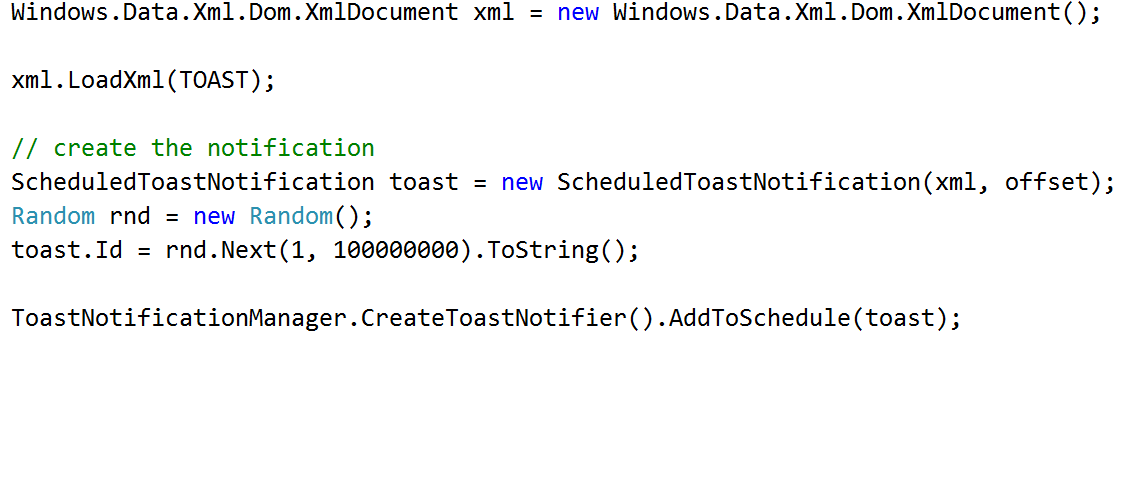 Windows.Data.Xml.Dom.XmlDocument xml = new Windows.Data.Xml.Dom.XmlDocument();
xml.LoadXml(TOAST);
// create the notification
ScheduledToastNotification toast = new ScheduledToastNotification(xml, offset);
Random rnd = new Random();
toast.Id = rnd.Next(1, 100000000).ToString();
ToastNotificationManager.CreateToastNotifier().AddToSchedule(toast);